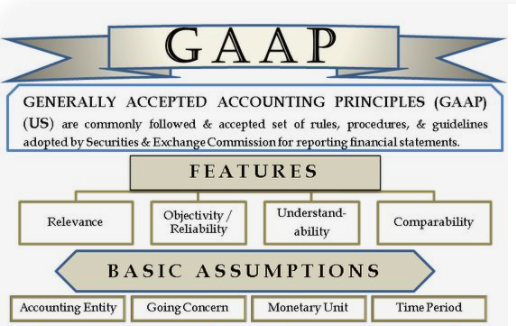 GAAP
GENERALLY ACCEPTED ACCOUNTING PRINCIPLES (GAAP)
(US) are commonly followed & accepted set of rules, procedures, & guidelines
adopted by Securities & Exchange Commission for reporting financial statements.
FEATURES
Relevance
Objectivity /
Reliability
Understand-
ability
Comparability
BASIC ASSUMPTIONS
Accounting Entity
Going Concern
Monetary Unit
Time Period